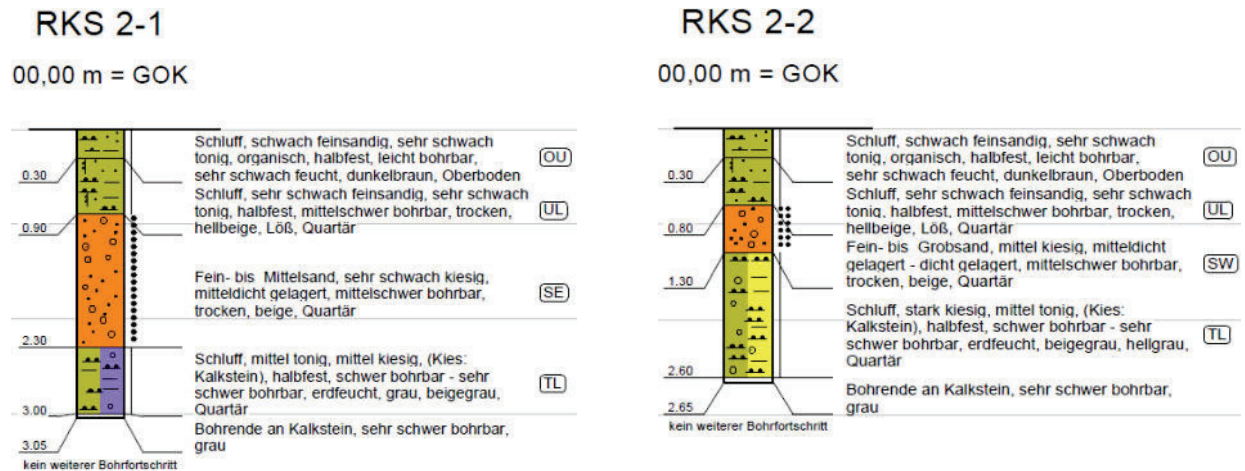 RKS 2-1
00,00 m = GOK
Schluff, schwach feinsandig, sehr schwach
tonig, organisch, halbfest, leicht bohrbar,
sehr schwach feucht, dunkelbraun, Oberboden
OU
0.30
Schluff, sehr schwach feinsandig, sehr schwach
tonig, halbfest, mittelschwer bohrbar, trocken,
hellbeige, Löß, Quartär
UL
0.90
Fein- bis Mittelsand, sehr schwach kiesig,
mitteldicht gelagert, mittelschwer bohrbar,
trocken, beige, Quartär
SE
2.30
Schluff, mittel tonig, mittel kiesig, (Kies:
Kalkstein), halbfest, schwer bohrbar - sehr
schwer bohrbar, erdfeucht, grau, beigegrau,
Quartär
TL
3.00
Bohrende an Kalkstein, sehr schwer bohrbar,
grau
3.05
kein weiterer Bohrfortschritt
RKS 2-2
00,00 m = GOK
Schluff, schwach feinsandig, sehr schwach
tonig, organisch, halbfest, leicht bohrbar,
sehr schwach feucht, dunkelbraun, Oberboden
OU
0.30
Schluff, sehr schwach feinsandig, sehr schwach
tonig, halbfest, mittelschwer bohrbar, trocken,
hellbeige, Löß, Quartär
UL
0.80
Fein- bis Grobsand, mittel kiesig, mitteldicht
gelagert - dicht gelagert, mittelschwer bohrbar,
trocken, beige, Quartär
SW
1.30
Schluff, stark kiesig, mittel tonig, (Kies:
Kalkstein), halbfest, schwer bohrbar - sehr
schwer bohrbar, erdfeucht, beigegrau, hellgrau,
Quartär
TL
2.60
Bohrende an Kalkstein, sehr schwer bohrbar,
grau
2.65
kein weiterer Bohrfortschritt